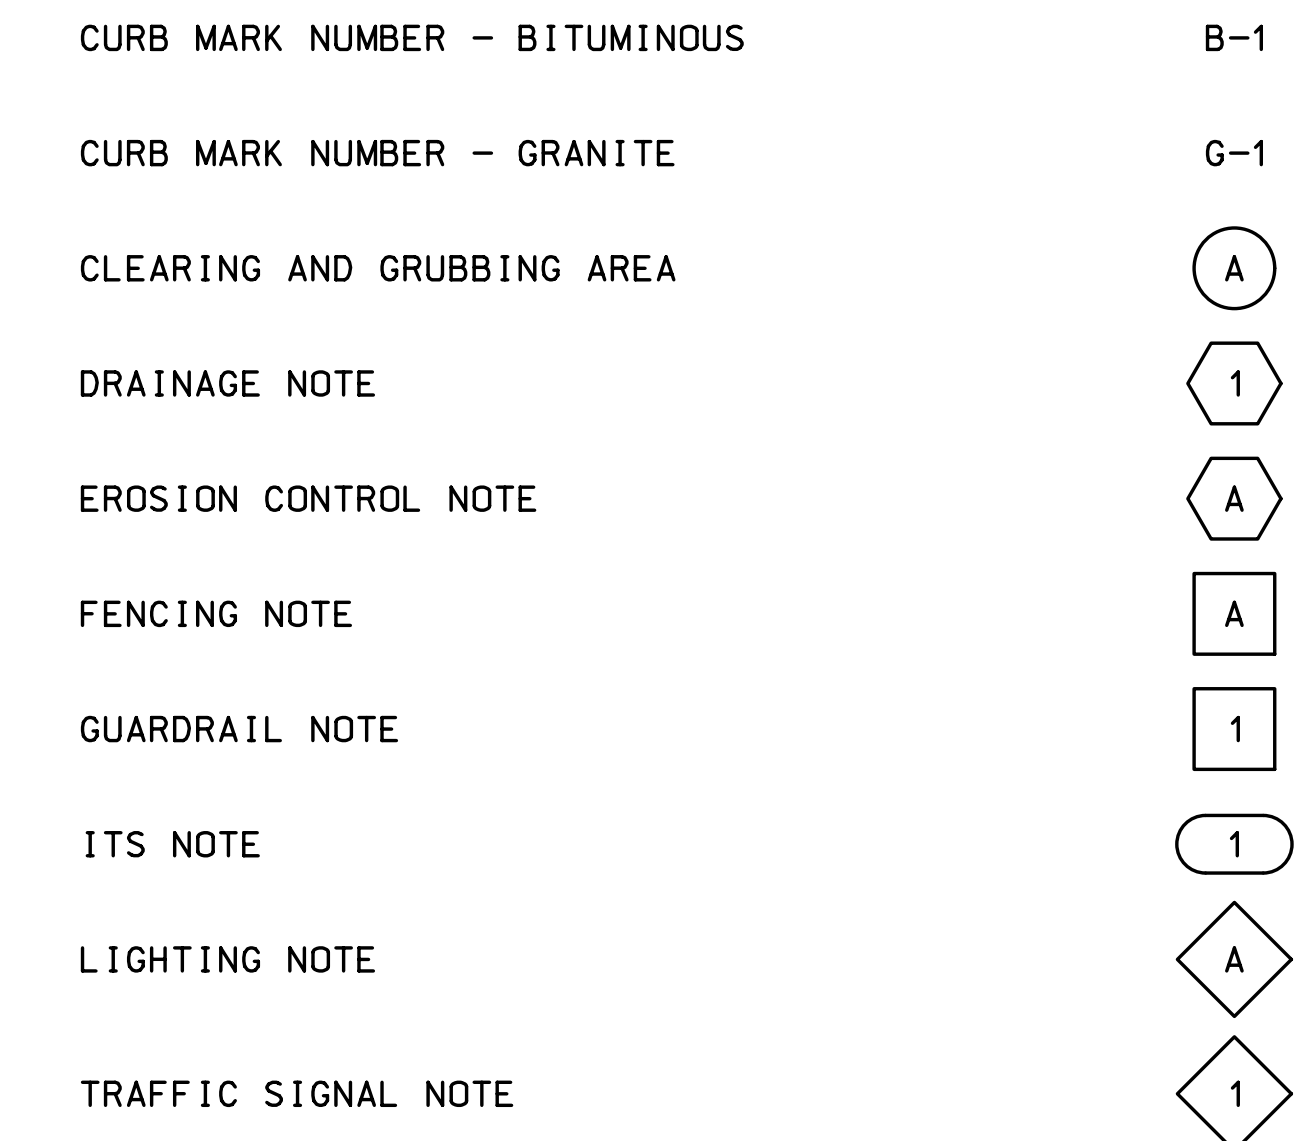 CURB MARK NUMBER - BITUMINOUS B-1
CURB MARK NUMBER - GRANITE G-1
CLEARING AND GRUBBING AREA A
DRAINAGE NOTE 1
EROSION CONTROL NOTE A
FENCING NOTE A
GUARDRAIL NOTE 1
ITS NOTE 1
LIGHTING NOTE A
TRAFFIC SIGNAL NOTE 1